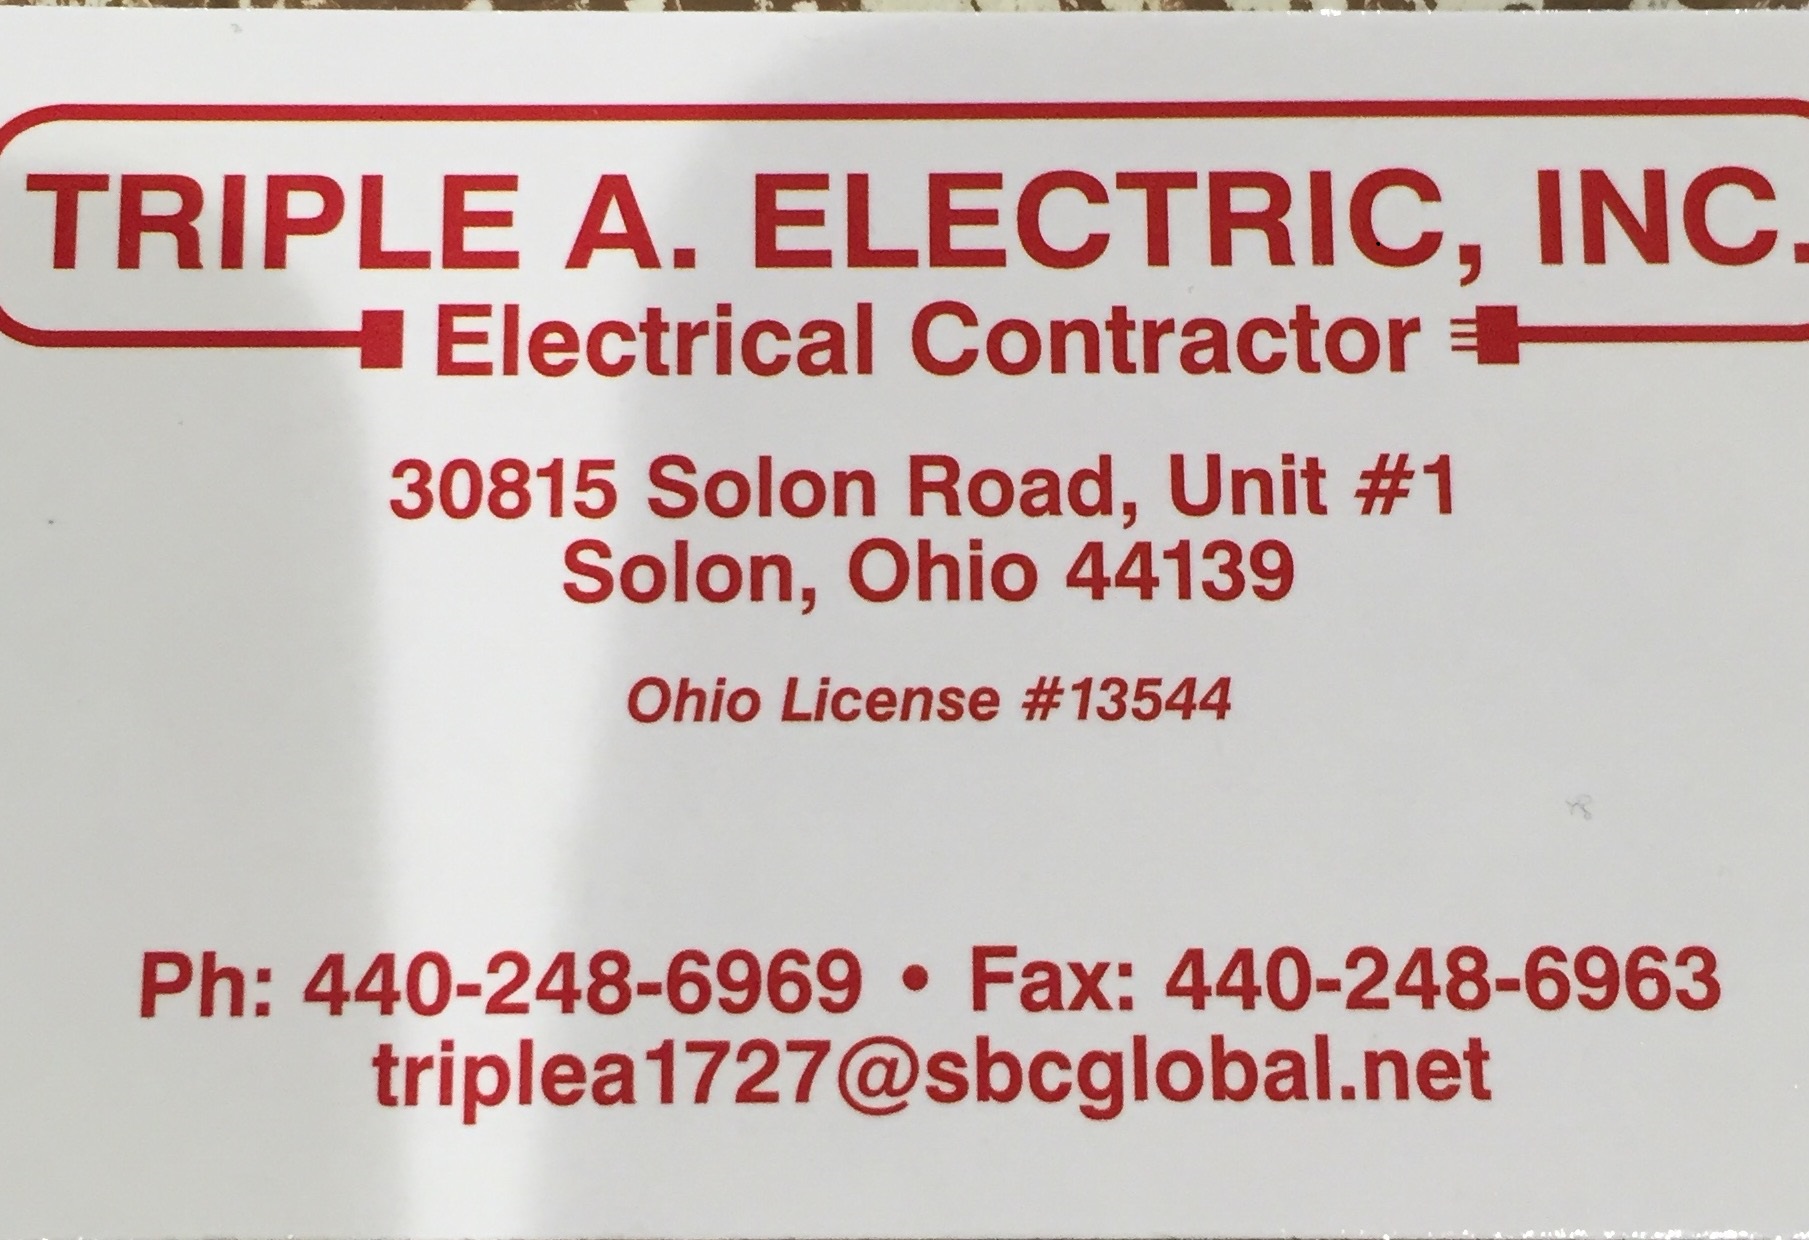 TRIPLE A. ELECTRIC, INC.
Electrical Contractor
30815 Solon Road, Unit #1
Solon, Ohio 44139
Ohio License #13544
Ph: 440-248-6969 • Fax: 440-248-6963
triplea1727@sbcglobal.net